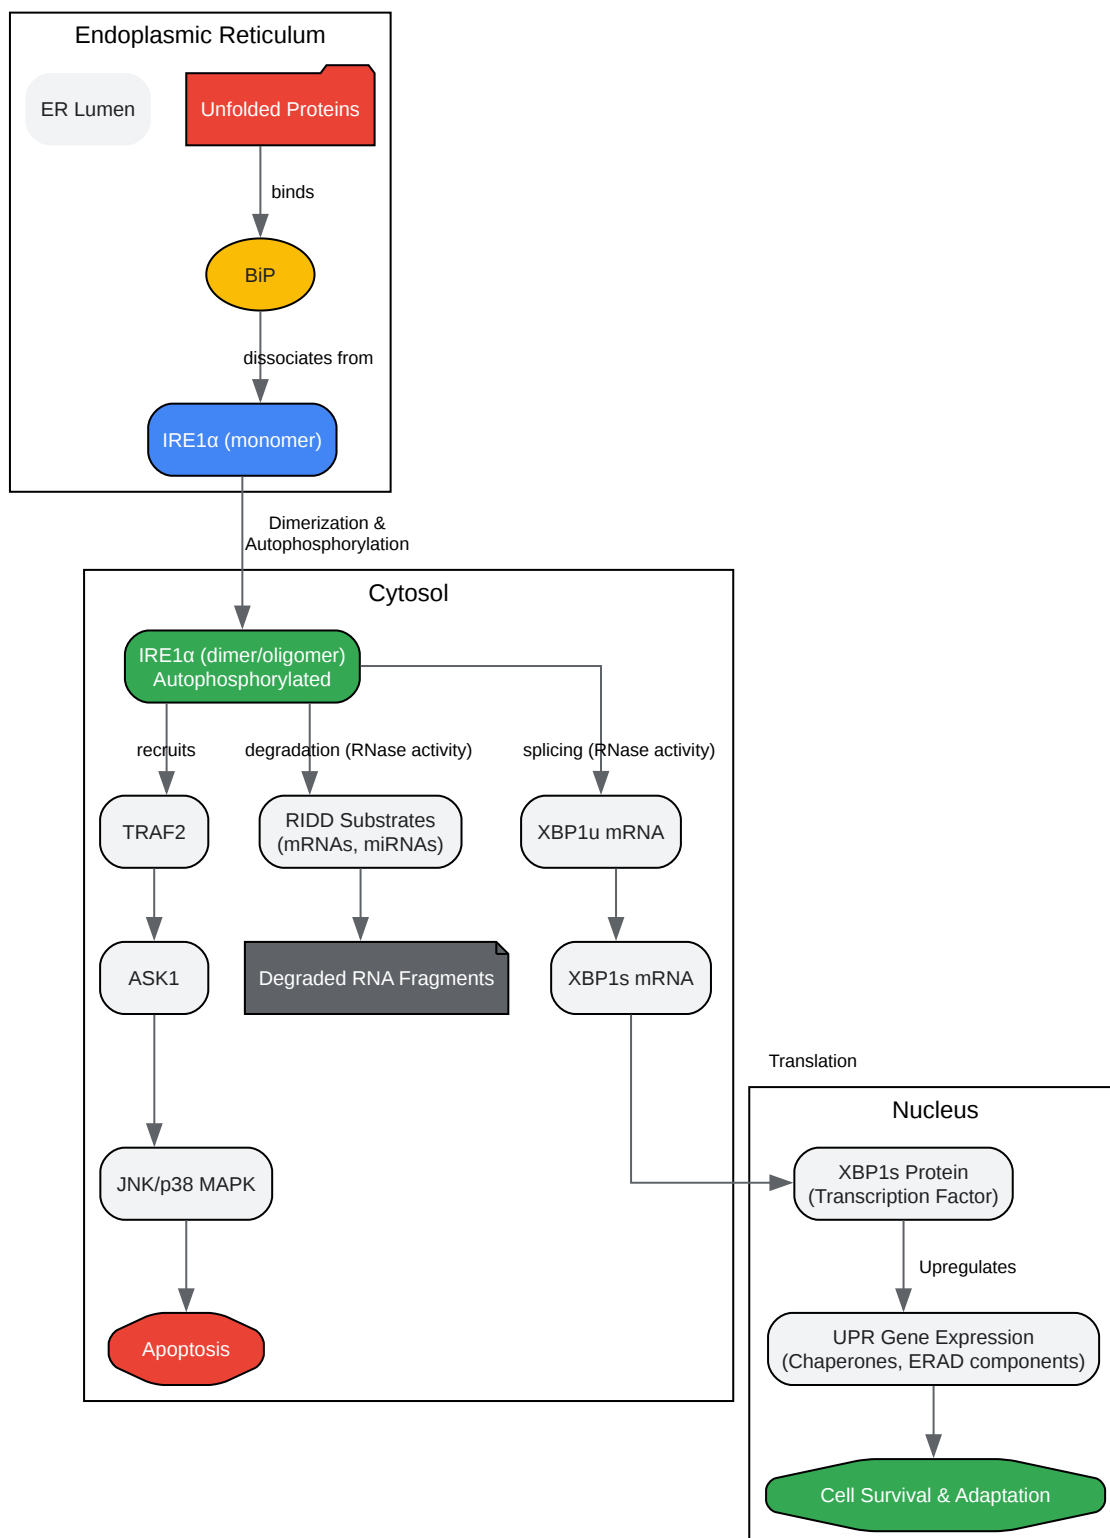 Endoplasmic Reticulum
ER Lumen
Unfolded Proteins
binds
BiP
dissociates from
IRE1α (monomer)
Dimerization &
Autophosphorylation
Cytosol
IRE1α (dimer/oligomer)
Autophosphorylated
recruits
degradation (RNase activity)
splicing (RNase activity)
TRAF2
RIDD Substrates
(mRNAs, miRNAs)
XBP1u mRNA
ASK1
Degraded RNA Fragments
XBP1s mRNA
Translation
Nucleus
JNK/p38 MAPK
XBP1s Protein
(Transcription Factor)
Upregulates
Apoptosis
UPR Gene Expression
(Chaperones, ERAD components)
Cell Survival & Adaptation